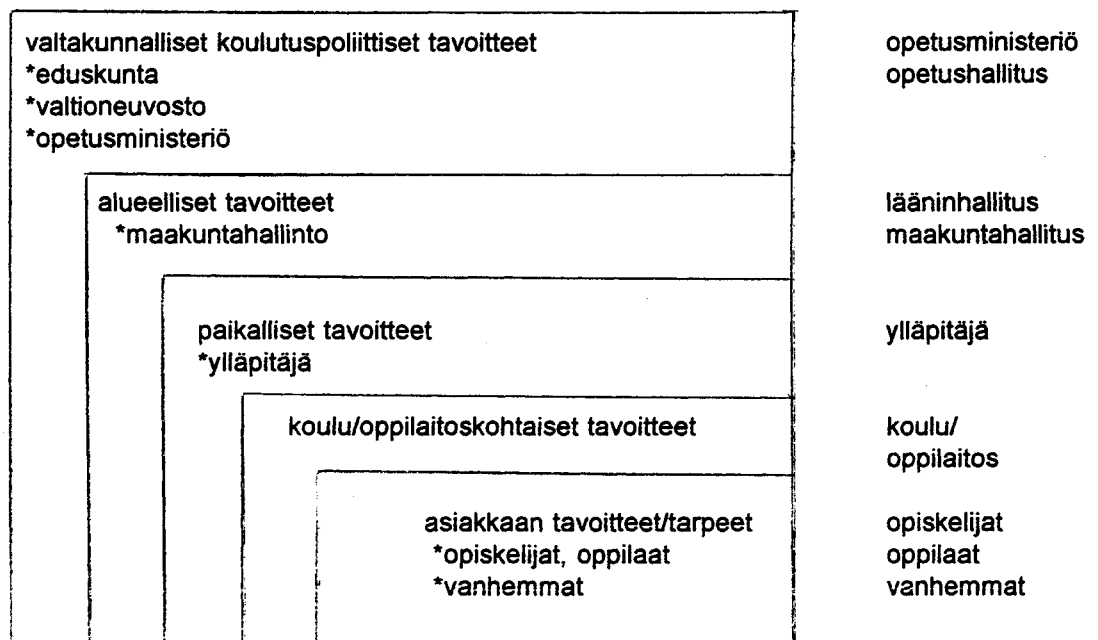 valtakunnalliset koulutuspoliittiset tavoitteet
*eduskunta
*valtioneuvosto
*opetusministeriö
opetusministeriö
opetushallitus
alueelliset tavoitteet
*maakuntahallinto
lääninhallitus
maakuntahallitus
paikalliset tavoitteet
*ylläpitäjä
ylläpitäjä
koulu/oppilaitoskohtaiset tavoitteet
koulu/
oppilaitos
asiakkaan tavoitteet/tarpeet
*opiskelijat, oppilaat
*vanhemmat
opiskelijat
oppilaat
vanhemmat